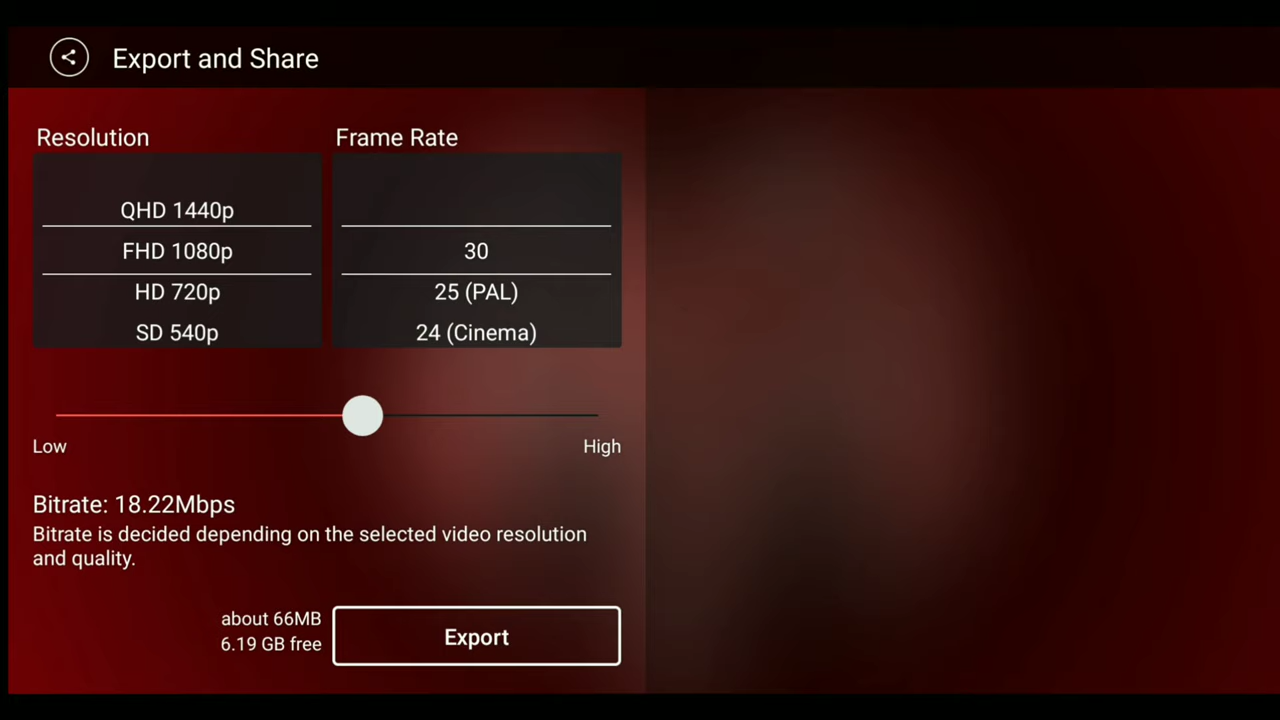 Export and Share
Resolution
Frame Rate
QHD 1440p
FHD 1080p
HD 720p
SD 540p
30
25 (PAL)
24 (Cinema)
Low
High
Bitrate: 18.22Mbps
Bitrate is decided depending on the selected video resolution
and quality.
about 66MB
6.19 GB free
Export